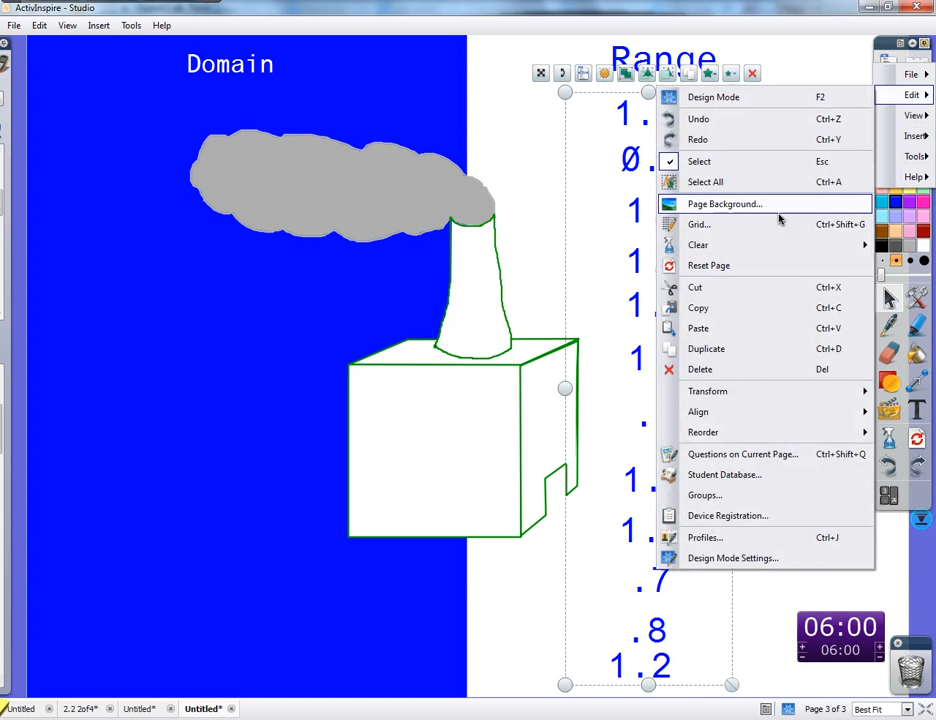 ActivInspire - Studio
File Edit View Insert Tools Help
Domain
Range
1.
0.
1
1.
1.
1
.
1.
1.
.7
.8
1.2
Design Mode F2
Undo Ctrl+Z
Redo Ctrl+Y
Select Esc
Select All Ctrl+A
Page Background...
Grid... Ctrl+Shift+G
Clear
Reset Page
Cut Ctrl+X
Copy Ctrl+C
Paste Ctrl+V
Duplicate Ctrl+D
Delete Del
Transform
Align
Reorder
Questions on Current Page... Ctrl+Shift+Q
Student Database...
Groups...
Device Registration...
Profiles... Ctrl+J
Design Mode Settings...
File
Edit
View
Insert
Tools
Help
06:00
06:00
Untitled 2.2 2of4* Untitled* Untitled* Page 3 of 3 Best Fit